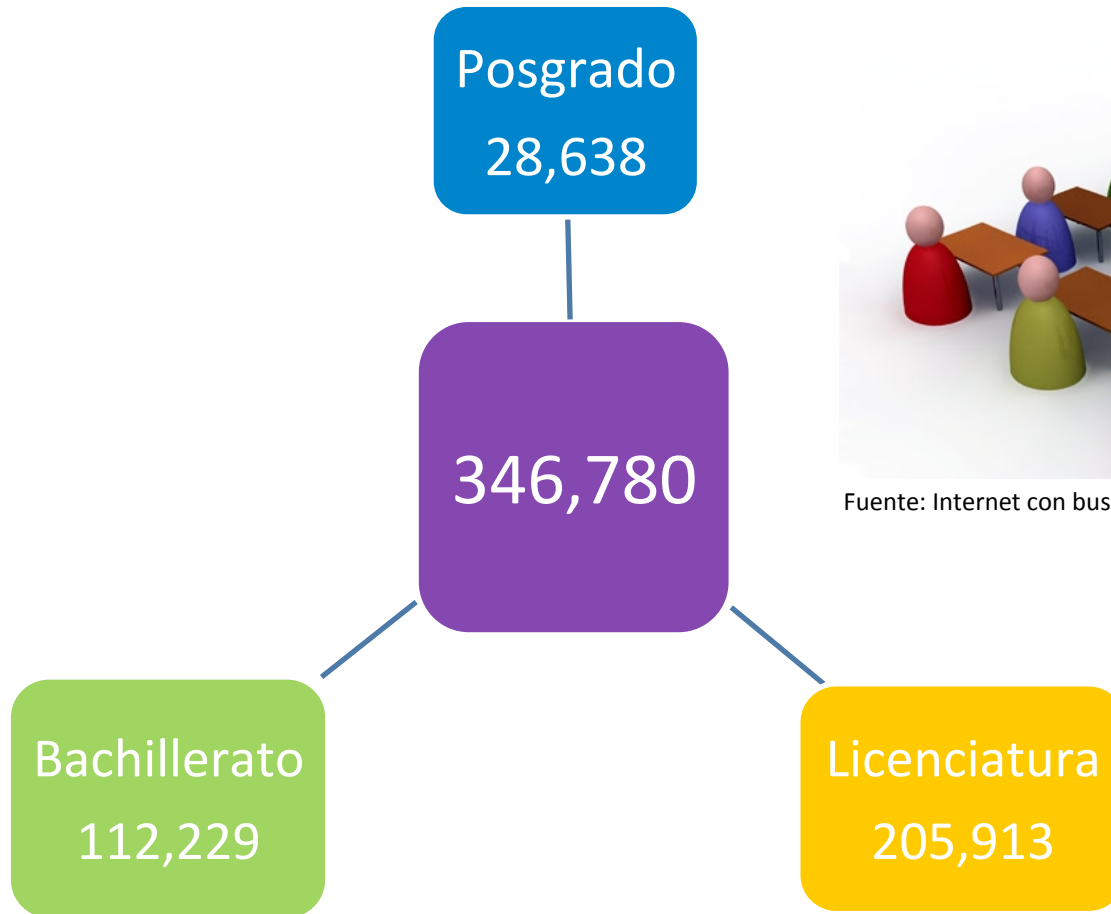 Posgrado
28,638
346,780
Fuente: Internet con bus
Bachillerato
112,229
Licenciatura
205,913